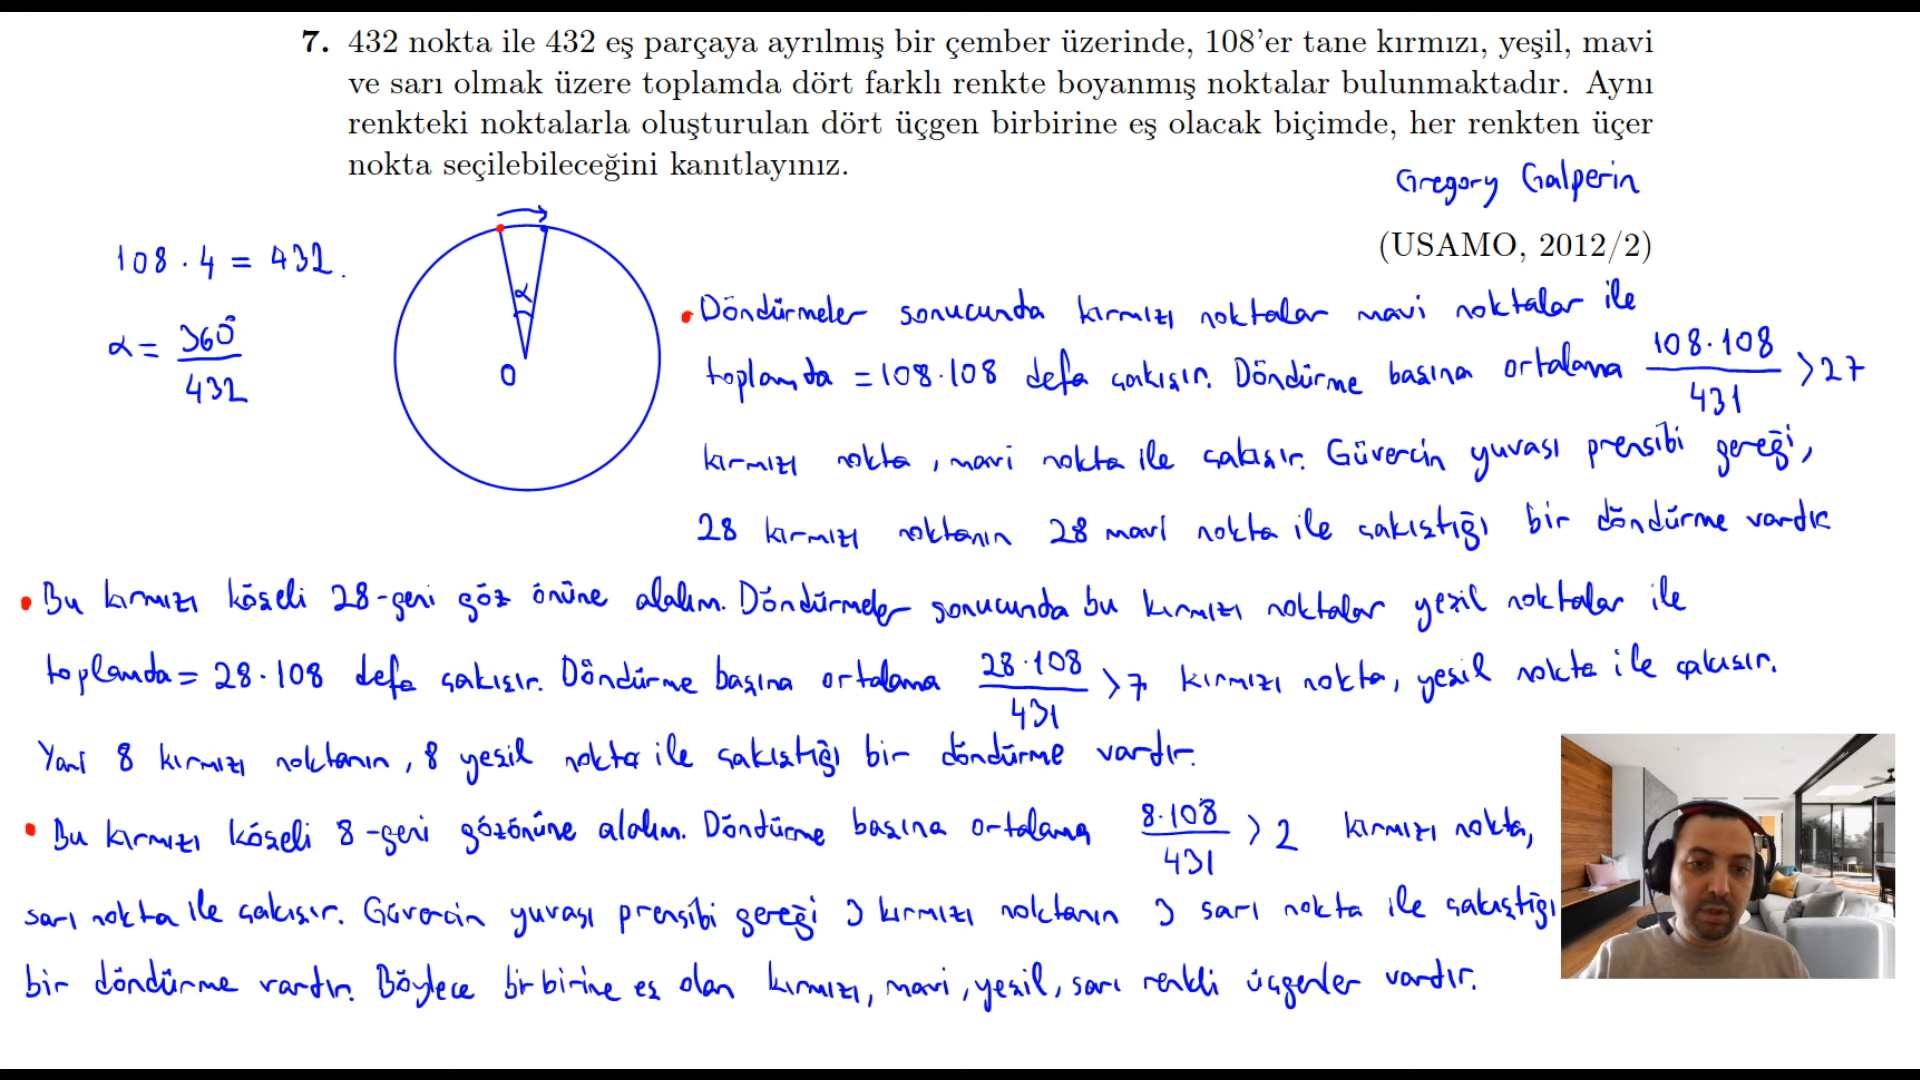 7. 432 nokta ile 432 eş parçaya ayrılmış bir çember üzerinde, 108'er tane kırmızı, yeşil, mavi
ve sarı olmak üzere toplamda dört farklı renkte boyanmış noktalar bulunmaktadır. Aynı
renkteki noktalarla oluşturulan dört üçgen birbirine eş olacak biçimde, her renkten üçer
nokta seçilebileceğini kanıtlayınız.
Gregory Galperin
(USAMO, 2012/2)
108 . 4 = 432.
α = 360°/432
α
O
• Döndürmeler sonucunda kırmızı noktalar mavi noktalar ile
toplamda = 108.108 defa çakışır. Döndürme başına ortalama 108.108/431 > 27
kırmızı nokta, mavi nokta ile çakışır. Güvercin yuvası prensibi gereği,
28 kırmızı noktanın 28 mavi nokta ile çakıştığı bir döndürme vardır
• Bu kırmızı köşeli 28-geni göz önüne alalım. Döndürmeler sonucunda bu kırmızı noktalar yeşil noktalar ile
toplamda = 28.108 defa çakışır. Döndürme başına ortalama 28.108/431 > 7 kırmızı nokta, yeşil nokta ile çakışır.
Yani 8 kırmızı noktanın, 8 yeşil nokta ile çakıştığı bir döndürme vardır.
• Bu kırmızı köşeli 8-geni gözönüne alalım. Döndürme başına ortalama 8.108/431 > 2 kırmızı nokta,
sarı nokta ile çakışır. Güvercin yuvası prensibi gereği 3 kırmızı noktanın 3 sarı nokta ile çakıştığı
bir döndürme vardır. Böylece birbirine eş olan kırmızı, mavi, yeşil, sarı renkli üçgenler vardır.